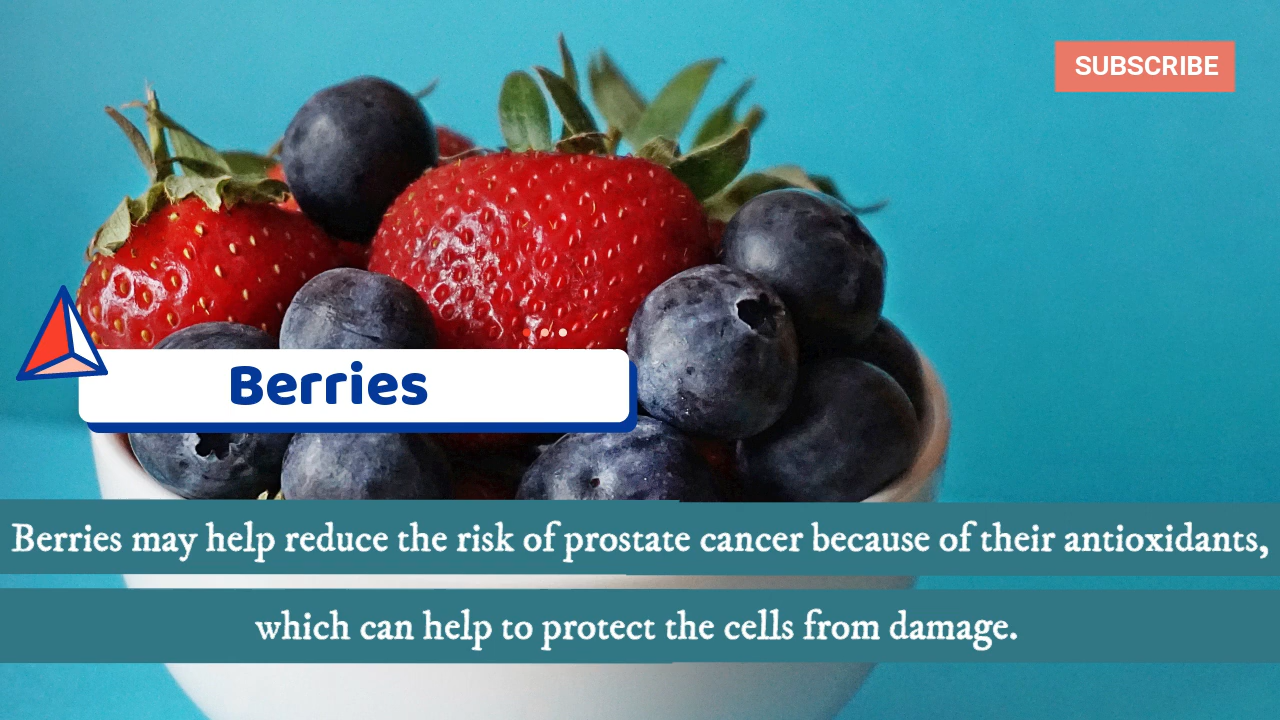 SUBSCRIBE
Berries
Berries may help reduce the risk of prostate cancer because of their antioxidants,
which can help to protect the cells from damage.